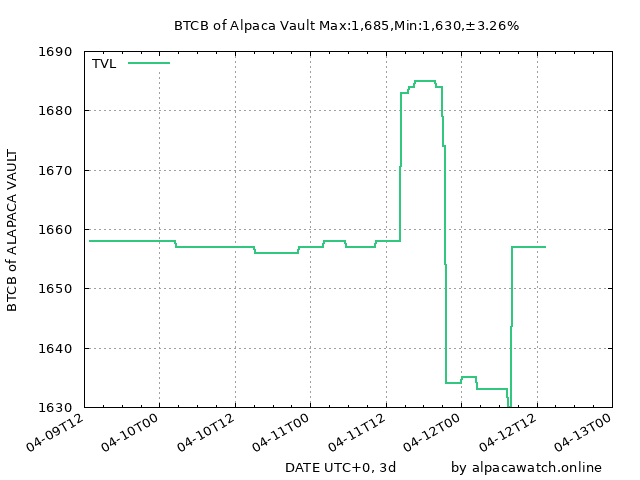 BTCB of Alpaca Vault Max:1,685,Min:1,630,±3.26%
TVL
1690
1680
1670
1660
1650
1640
1630
BTCB of ALAPACA VAULT
04-09T12
04-10T00
04-10T12
04-11T00
04-11T12
04-12T00
04-12T12
04-13T00
DATE UTC+0, 3d
by alpacawatch.online